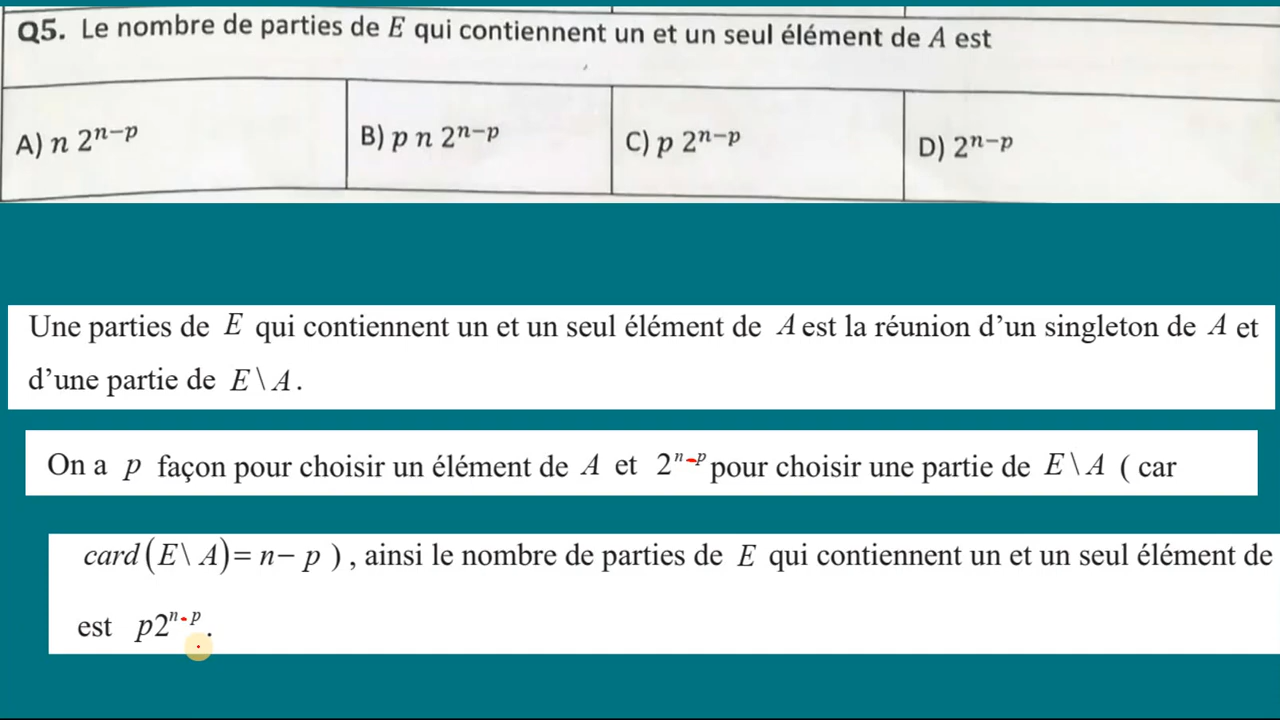 Q5. Le nombre de parties de E qui contiennent un et un seul élément de A est
A) n 2^{n-p}
B) p n 2^{n-p}
C) p 2^{n-p}
D) 2^{n-p}
Une parties de E qui contiennent un et un seul élément de A est la réunion d'un singleton de A et
d'une partie de E \ A.
On a p façon pour choisir un élément de A et 2^{n-p} pour choisir une partie de E \ A ( car
card(E\ A)= n- p ) , ainsi le nombre de parties de E qui contiennent un et un seul élément de
est p2^{n-p}.